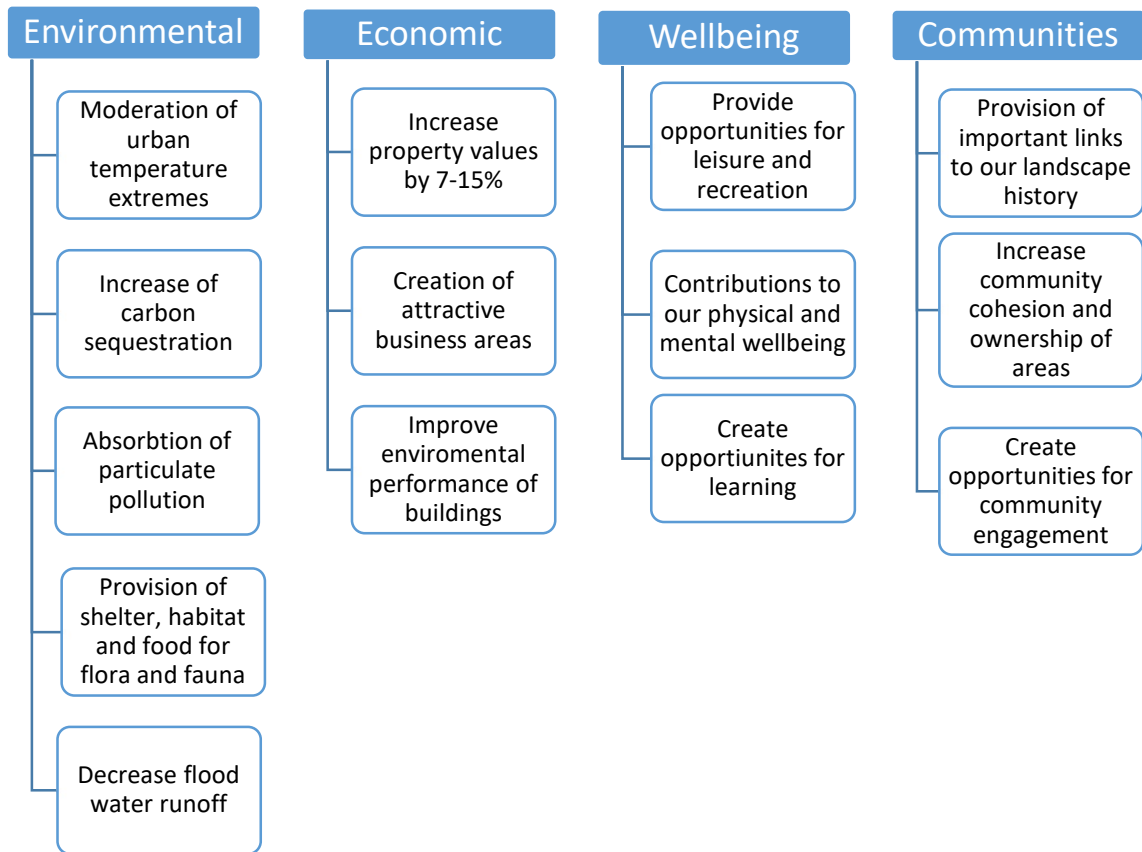 Environmental
Moderation of
urban
temperature
extremes
Increase of
carbon
sequestration
Absorbtion of
particulate
pollution
Provision of
shelter, habitat
and food for
flora and fauna
Decrease flood
water runoff
Economic
Increase
property values
by 7-15%
Creation of
attractive
business areas
Improve
enviromental
performance of
buildings
Wellbeing
Provide
opportunities for
leisure and
recreation
Contributions to
our physical and
mental wellbeing
Create
opportiunites for
learning
Communities
Provision of
important links
to our landscape
history
Increase
community
cohesion and
ownership of
areas
Create
opportunities for
community
engagement